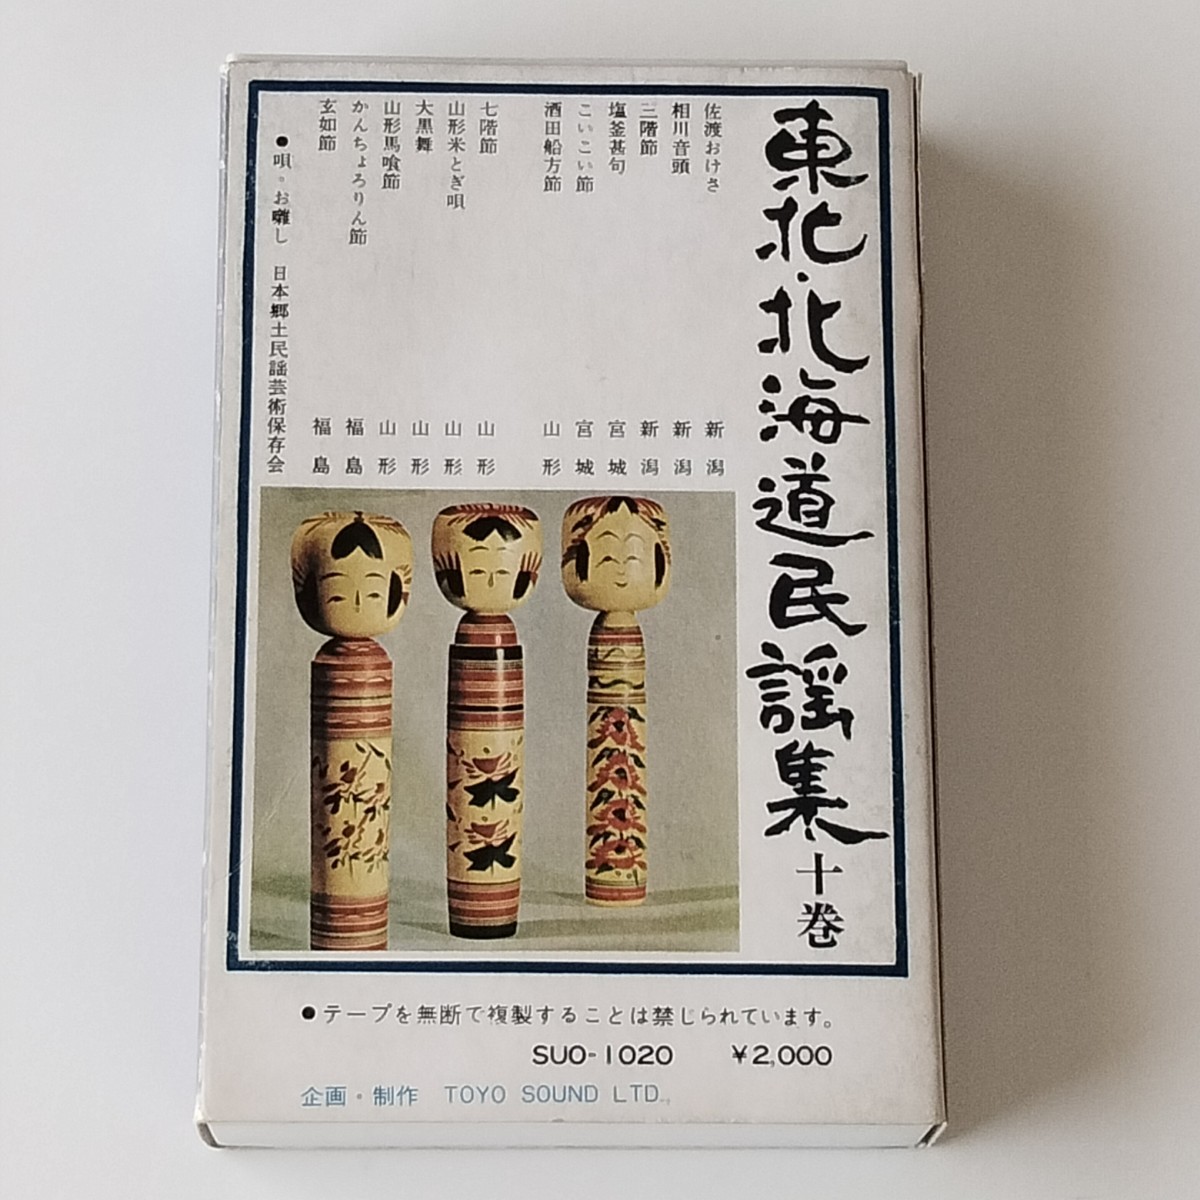 東北・北海道民謡集十巻
佐渡おけさ 新潟
相川音頭 新潟
三階節 新潟
塩釜甚句 宮城
こいこい節 宮城
酒田船方節 山形
七階節 山形
山形米とぎ唄 山形
大黒舞 山形
山形馬喰節 山形
かんちょろりん節 福島
玄如節 福島
●唄・お囃し 日本郷土民謡芸術保存会
●テープを無断で複製することは禁じられています。
SUO-1020 ¥2,000
企画・制作 TOYO SOUND LTD.